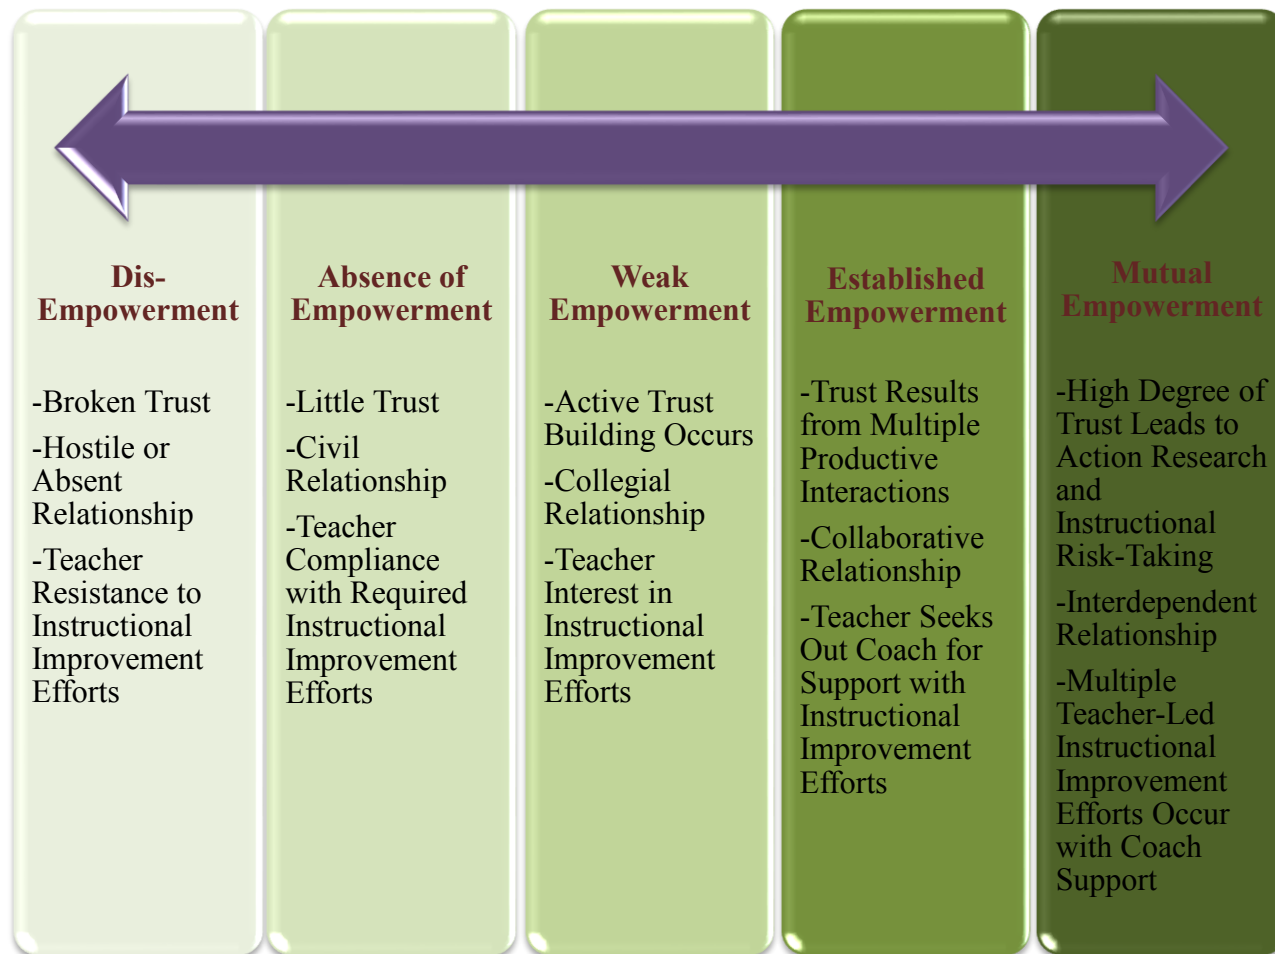 Dis-
Empowerment
-Broken Trust
-Hostile or
Absent
Relationship
-Teacher
Resistance to
Instructional
Improvement
Efforts
Absence of
Empowerment
-Little Trust
-Civil
Relationship
-Teacher
Compliance
with Required
Instructional
Improvement
Efforts
Weak
Empowerment
-Active Trust
Building Occurs
-Collegial
Relationship
-Teacher
Interest in
Instructional
Improvement
Efforts
Established
Empowerment
-Trust Results
from Multiple
Productive
Interactions
-Collaborative
Relationship
-Teacher Seeks
Out Coach for
Support with
Instructional
Improvement
Efforts
Mutual
Empowerment
-High Degree of
Trust Leads to
Action Research
and
Instructional
Risk-Taking
-Interdependent
Relationship
-Multiple
Teacher-Led
Instructional
Improvement
Efforts Occur
with Coach
Support